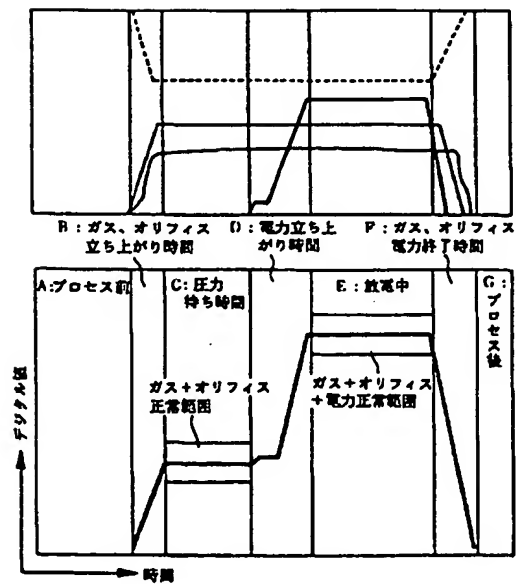 B：ガス、オリフィス
立ち上がり時間
D：電力立ち上
がり時間
F：ガス、オリフィス
電力終了時間
A:プロセス前
C：圧力
待ち時間
E：放電中
G：プロセス後
ガス＋オリフィス
正常範囲
ガス＋オリフィス
＋電力正常範囲
デジタル値
時間